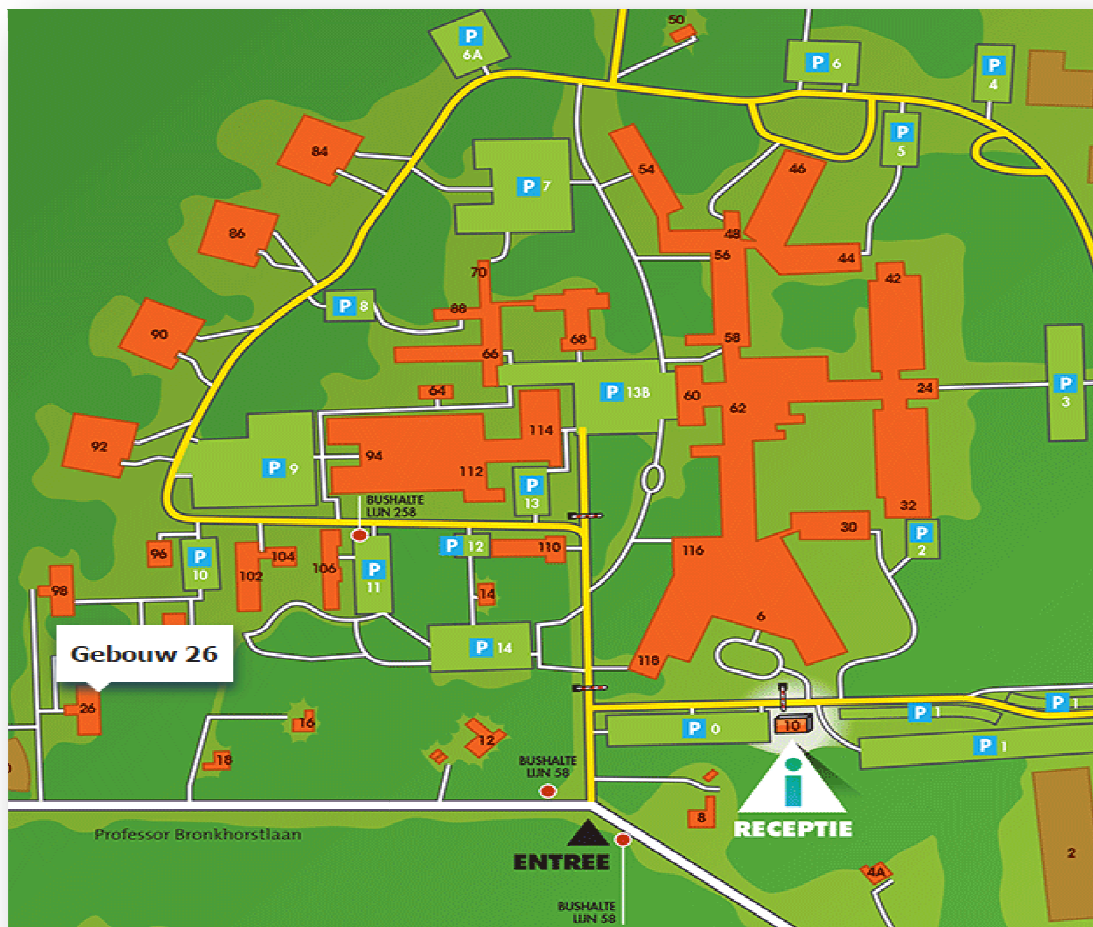 50
P
6A
P 6
P
4
84
P
5
54
46
P 7
86
48
56
44
70
42
P 8
88
90
68
58
66
24
64
P 13B
60
62
P
3
114
92
94
P 9
112
P
13
BUSHALTE
LIJN 258
32
30
P
2
96
P
10
104
102
106
P
11
P 12
110
116
98
14
6
Gebouw 26
P 14
118
26
16
P 0
10
P 1
P 1
P 1
12
18
BUSHALTE
LIJN 58
8
RECEPTIE
Professor Bronkhorstlaan
ENTREE
2
4A
BUSHALTE
LIJN 58